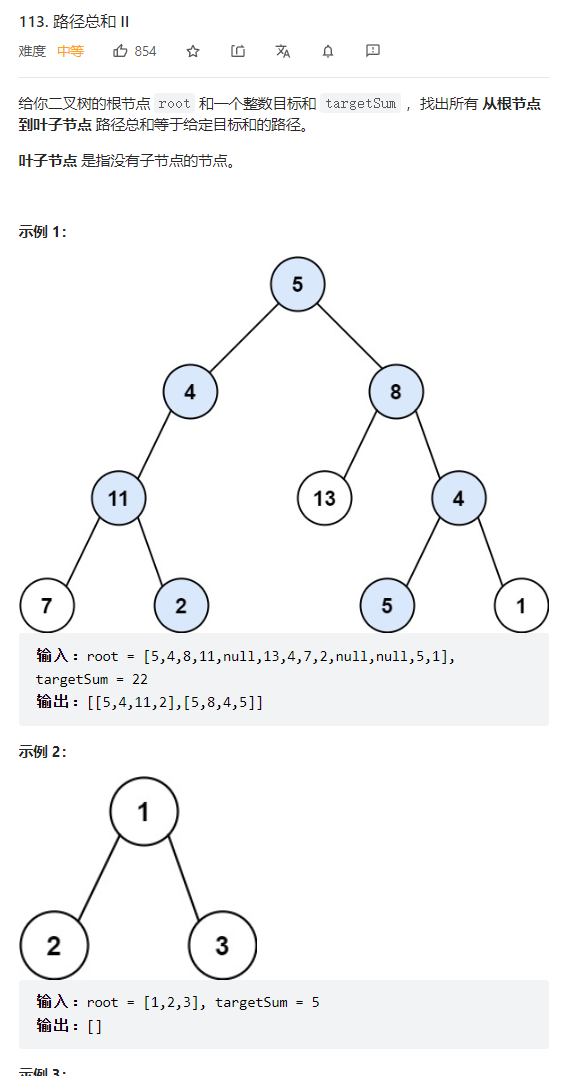 113. 路径总和 II
难度 中等 854
给你二叉树的根节点 root 和一个整数目标和 targetSum ，找出所有 从根节点
到叶子节点 路径总和等于给定目标和的路径。
叶子节点 是指没有子节点的节点。
示例 1：
5
4 8
11 13 4
7 2 5 1
输入：root = [5,4,8,11,null,13,4,7,2,null,null,5,1],
targetSum = 22
输出：[[5,4,11,2],[5,8,4,5]]
示例 2：
1
2 3
输入：root = [1,2,3], targetSum = 5
输出：[]
示例 3：